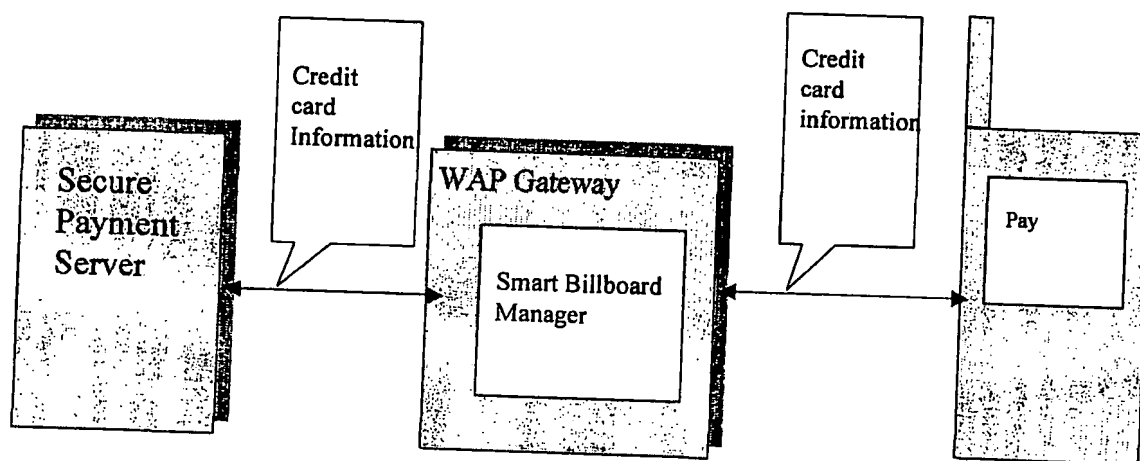 Secure
Payment
Server
Credit
card
Information
WAP Gateway
Smart Billboard
Manager
Credit
card
information
Pay